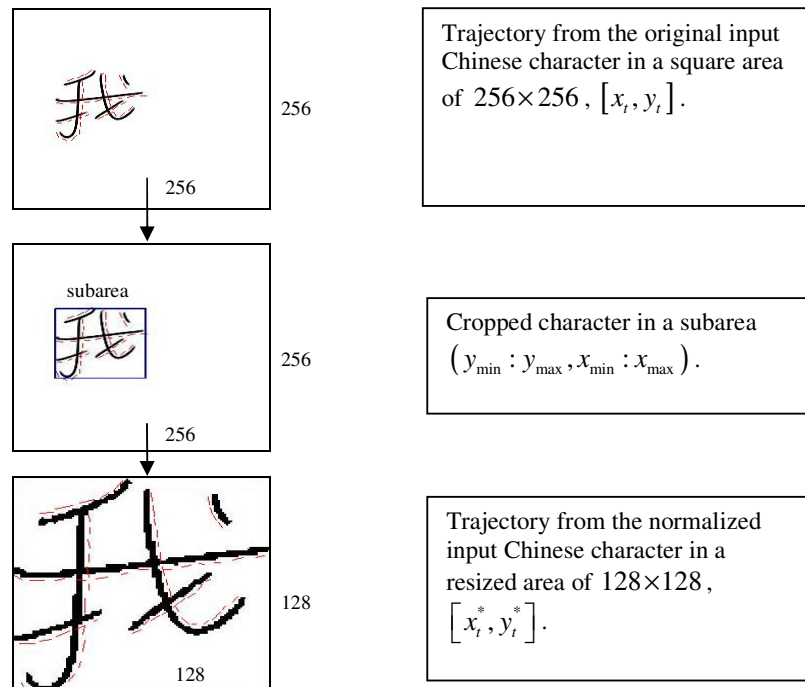 我
256
256
Trajectory from the original input
Chinese character in a square area
of 256×256 , [x_t, y_t] .
subarea
我
256
256
Cropped character in a subarea
(y_min : y_max , x_min : x_max) .
我
128
128
Trajectory from the normalized
input Chinese character in a
resized area of 128×128 ,
[x_t^*, y_t^*] .